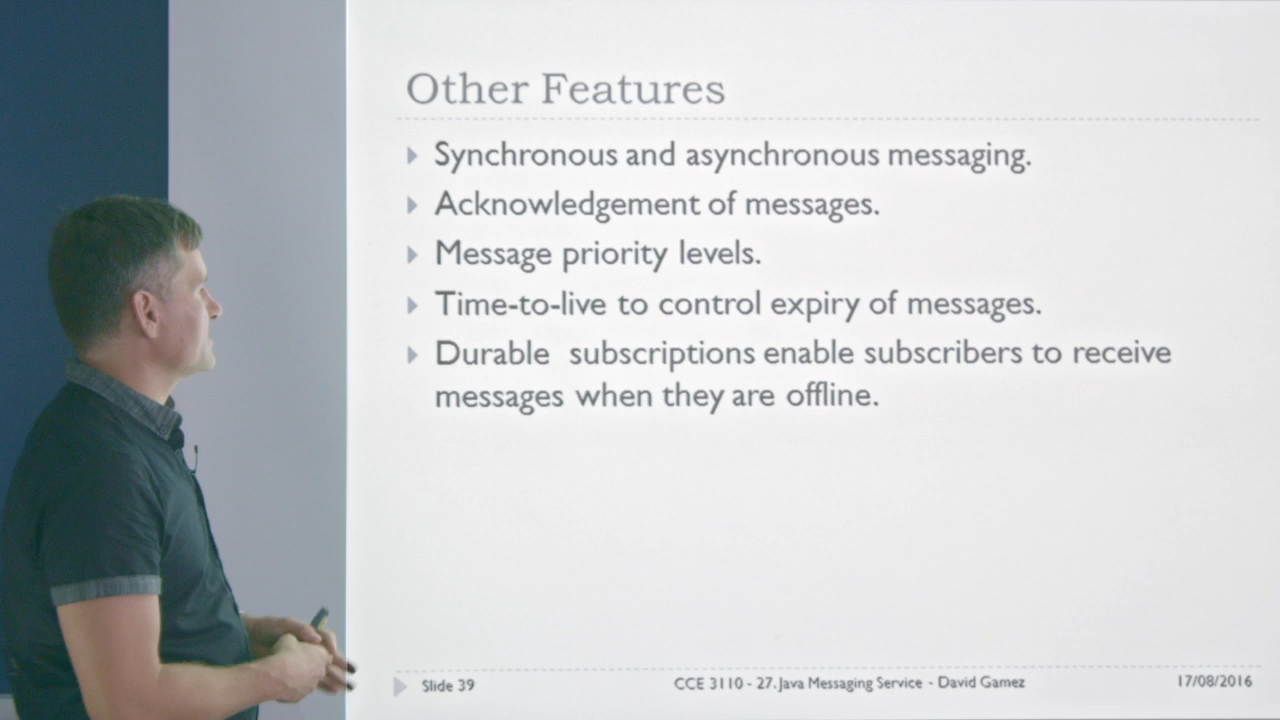 Other Features
Synchronous and asynchronous messaging.
Acknowledgement of messages.
Message priority levels.
Time-to-live to control expiry of messages.
Durable subscriptions enable subscribers to receive
messages when they are offline.
Slide 39
CCE 3110 - 27. Java Messaging Service - David Gamez
17/08/2016